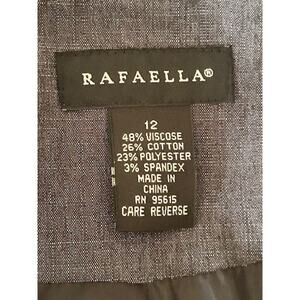 RAFAELLA®
12
48% VISCOSE
26% COTTON
23% POLYESTER
3% SPANDEX
MADE IN
CHINA
RN 95615
CARE REVERSE